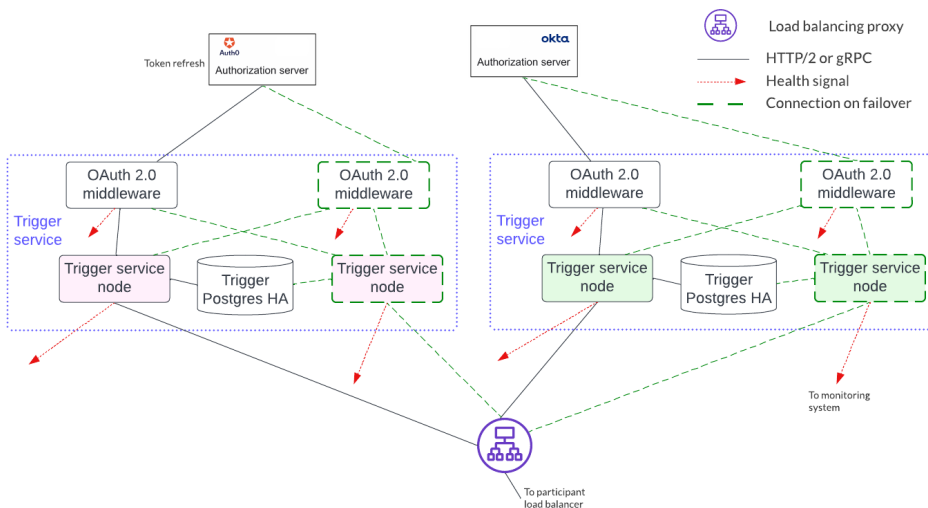 Load balancing proxy
HTTP/2 or gRPC
Health signal
Connection on failover
Auth0
Authorization server
Token refresh
okta
Authorization server
Trigger
service
OAuth 2.0
middleware
OAuth 2.0
middleware
Trigger service
node
Trigger
Postgres HA
Trigger service
node
Trigger
service
OAuth 2.0
middleware
OAuth 2.0
middleware
Trigger service
node
Trigger
Postgres HA
Trigger service
node
To monitoring
system
To participant
load balancer